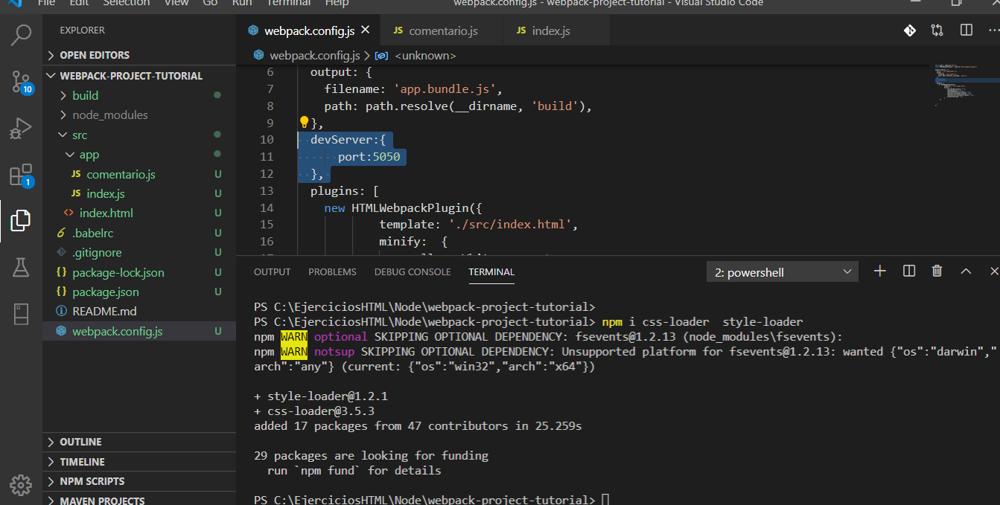 File Edit Selection View Go Run Terminal Help webpack.config.js - webpack-project-tutorial - Visual Studio Code
EXPLORER
OPEN EDITORS
WEBPACK-PROJECT-TUTORIAL
build
node_modules
src
app
JS comentario.js U
JS index.js U
<> index.html U
.babelrc U
.gitignore U
{} package-lock.json U
{} package.json U
README.md
webpack.config.js U
OUTLINE
TIMELINE
NPM SCRIPTS
MAVEN PROJECTS
10
1
webpack.config.js JS comentario.js JS index.js
webpack.config.js > <unknown>
6 output: {
7 filename: 'app.bundle.js',
8 path: path.resolve(__dirname, 'build'),
9 },
10 devServer:{
11 port:5050
12 },
13 plugins: [
14 new HTMLWebpackPlugin({
15 template: './src/index.html',
16 minify: {
OUTPUT PROBLEMS DEBUG CONSOLE TERMINAL 2: powershell
PS C:\EjerciciosHTML\Node\webpack-project-tutorial>
PS C:\EjerciciosHTML\Node\webpack-project-tutorial> npm i css-loader  style-loader
npm WARN optional SKIPPING OPTIONAL DEPENDENCY: fsevents@1.2.13 (node_modules\fsevents):
npm WARN notsup SKIPPING OPTIONAL DEPENDENCY: Unsupported platform for fsevents@1.2.13: wanted {"os":"darwin","
arch":"any"} (current: {"os":"win32","arch":"x64"})
+ style-loader@1.2.1
+ css-loader@3.5.3
added 17 packages from 47 contributors in 25.259s
29 packages are looking for funding
run `npm fund` for details
PS C:\EjerciciosHTML\Node\webpack-project-tutorial>